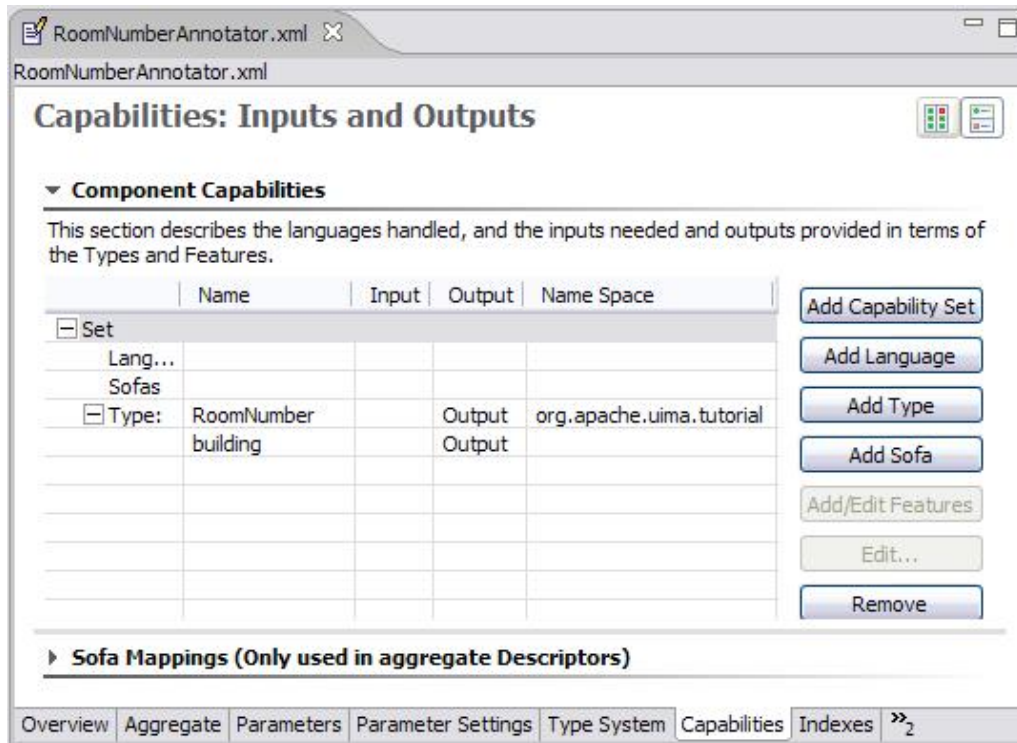 RoomNumberAnnotator.xml
RoomNumberAnnotator.xml
Capabilities: Inputs and Outputs
Component Capabilities
This section describes the languages handled, and the inputs needed and outputs provided in terms of
the Types and Features.
Name Input Output Name Space
Set
Lang...
Sofas
Type: RoomNumber Output org.apache.uima.tutorial
building Output
Add Capability Set
Add Language
Add Type
Add Sofa
Add/Edit Features
Edit...
Remove
Sofa Mappings (Only used in aggregate Descriptors)
Overview Aggregate Parameters Parameter Settings Type System Capabilities Indexes »2